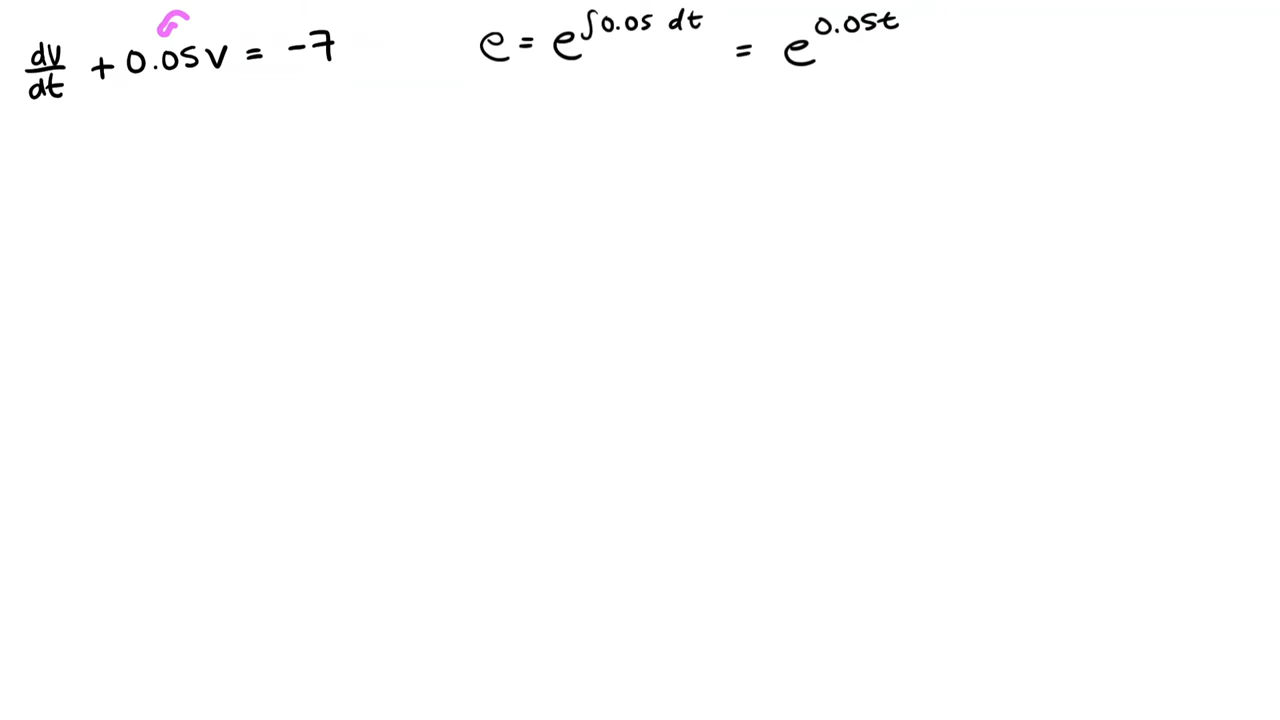 dv/dt + 0.05v = -7
e = e^{∫0.05 dt} = e^{0.05t}